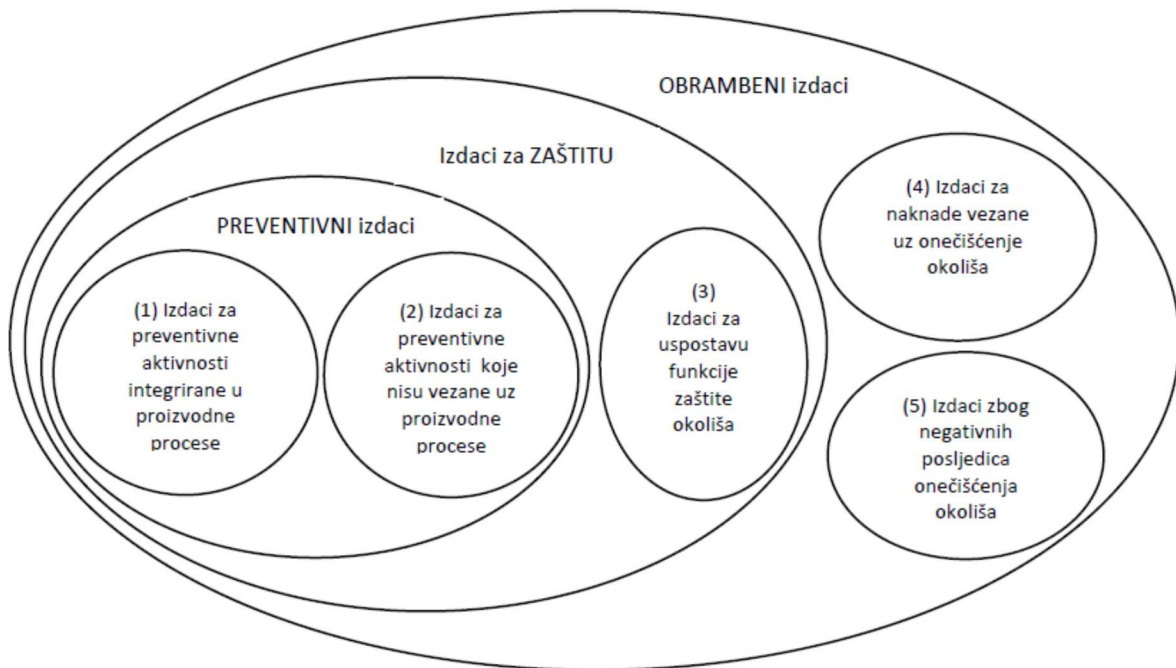 OBRAMBENI izdaci
Izdaci za ZAŠTITU
PREVENTIVNI izdaci
(1) Izdaci za
preventivne
aktivnosti
integrirane u
proizvodne
procese
(2) Izdaci za
preventivne
aktivnosti koje
nisu vezane uz
proizvodne
procese
(3)
Izdaci za
uspostavu
funkcije
zaštite
okoliša
(4) Izdaci za
naknade vezane
uz onečišćenje
okoliša
(5) Izdaci zbog
negativnih
posljedica
onečišćenja
okoliša